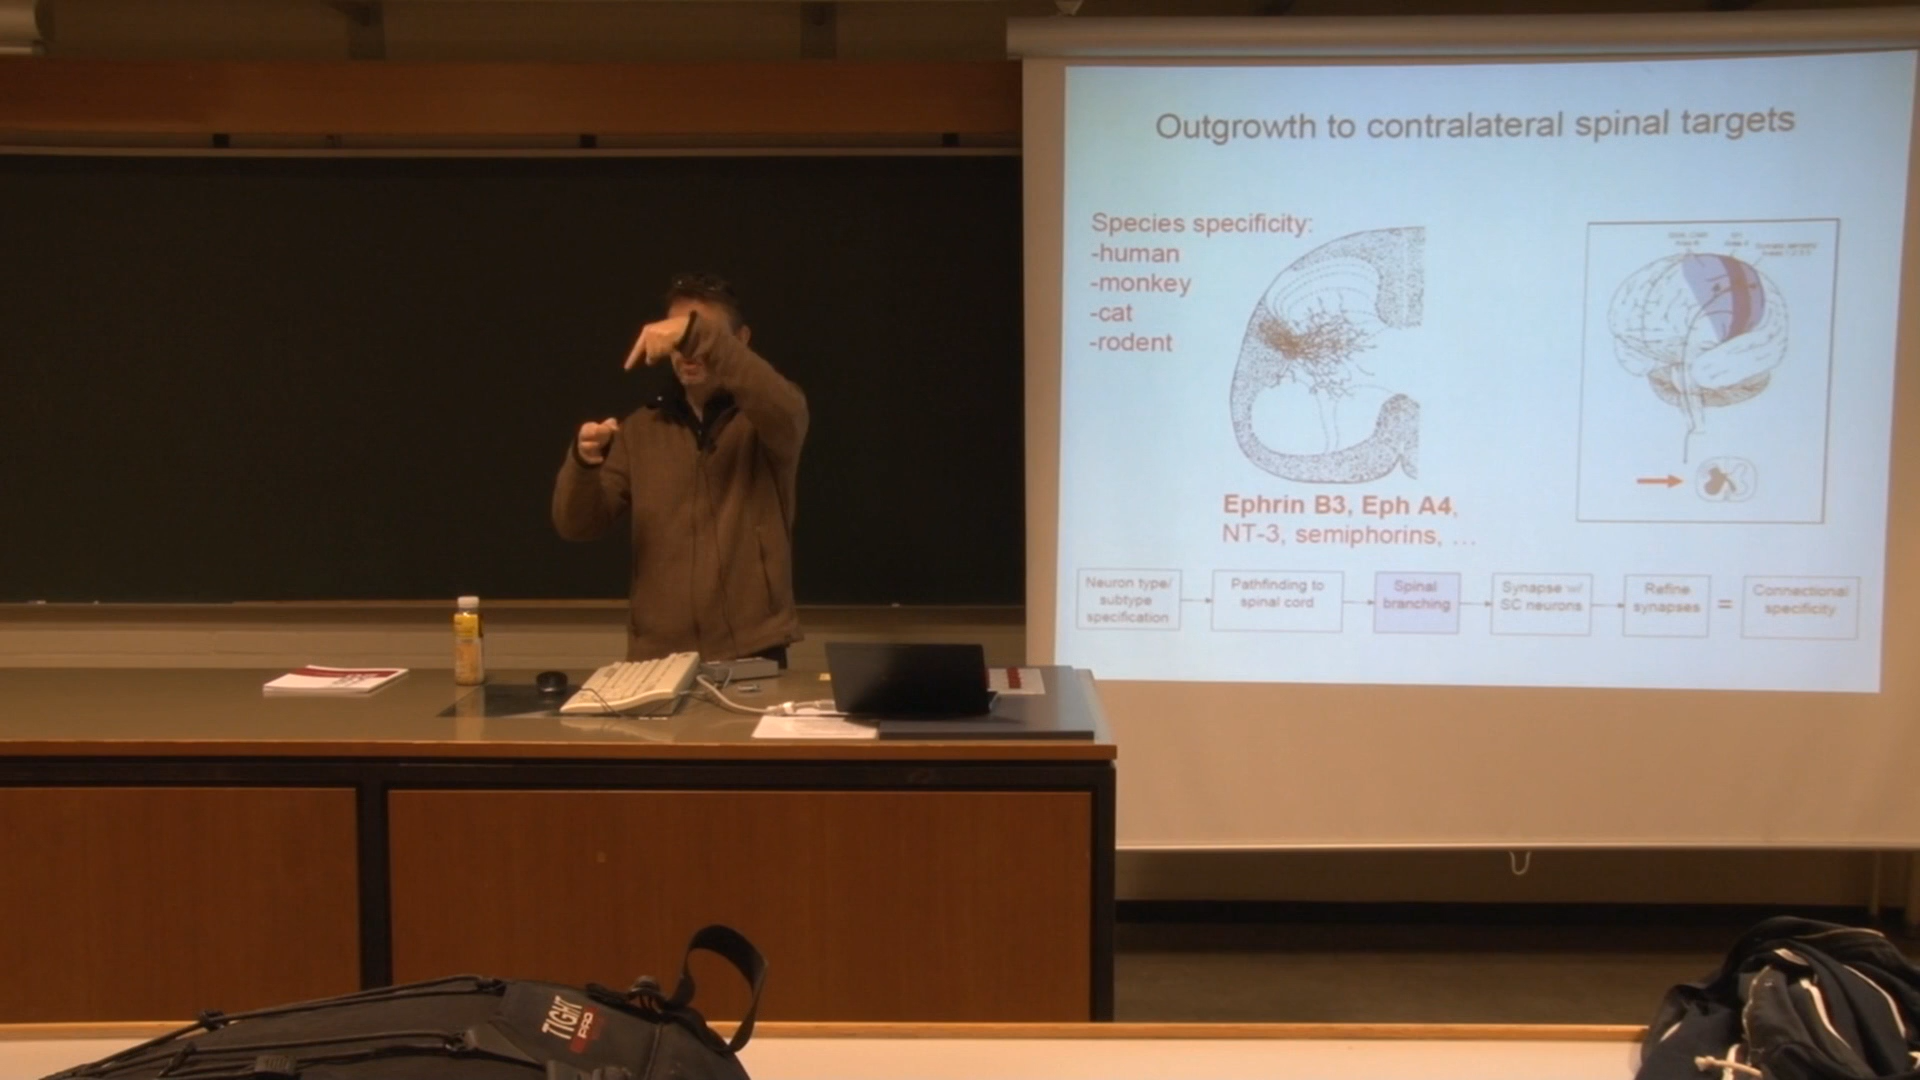 Outgrowth to contralateral spinal targets
Species specificity:
-human
-monkey
-cat
-rodent
Ephrin B3, Eph A4,
NT-3, semiphorins, ...
Neuron type/
subtype
specification
Pathfinding to
spinal cord
Spinal
branching
Synapse w/
SC neurons
Refine
synapses
=
Connectional
specificity
TIGHT
PRO